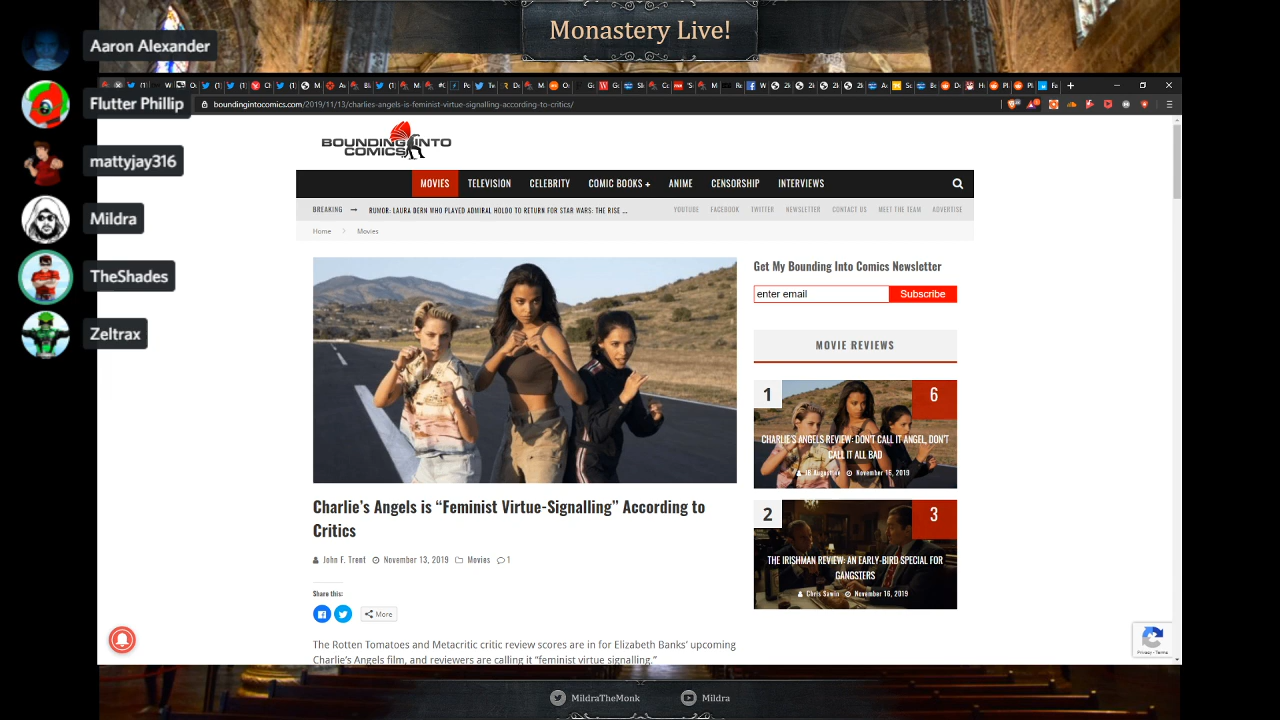 Monastery Live!
Aaron Alexander
Flutter Phillip
mattyjay316
Mildra
TheShades
Zeltrax
boundingintocomics.com/2019/11/13/charlies-angels-is-feminist-virtue-signalling-according-to-critics/
BOUNDING INTO
COMICS
MOVIES TELEVISION CELEBRITY COMIC BOOKS + ANIME CENSORSHIP INTERVIEWS
BREAKING → RUMOR: LAURA DERN WHO PLAYED ADMIRAL HOLDO TO RETURN FOR STAR WARS: THE RISE ...
YOUTUBE FACEBOOK TWITTER NEWSLETTER CONTACT US MEET THE TEAM ADVERTISE
Home > Movies
Charlie's Angels is “Feminist Virtue-Signalling” According to
Critics
John F. Trent November 13, 2019 Movies 1
Share this:
More
The Rotten Tomatoes and Metacritic critic review scores are in for Elizabeth Banks’ upcoming
Charlie’s Angels film, and reviewers are calling it “feminist virtue signalling.”
Get My Bounding Into Comics Newsletter
enter email Subscribe
MOVIE REVIEWS
1 6
CHARLIE'S ANGELS REVIEW: DON'T CALL IT ANGEL, DON'T
CALL IT ALL BAD
November 16, 2019
2 3
THE IRISHMAN REVIEW: AN EARLY-BIRD SPECIAL FOR
GANGSTERS
Chris Sawin November 16, 2019
Privacy - Terms
MildraTheMonk Mildra